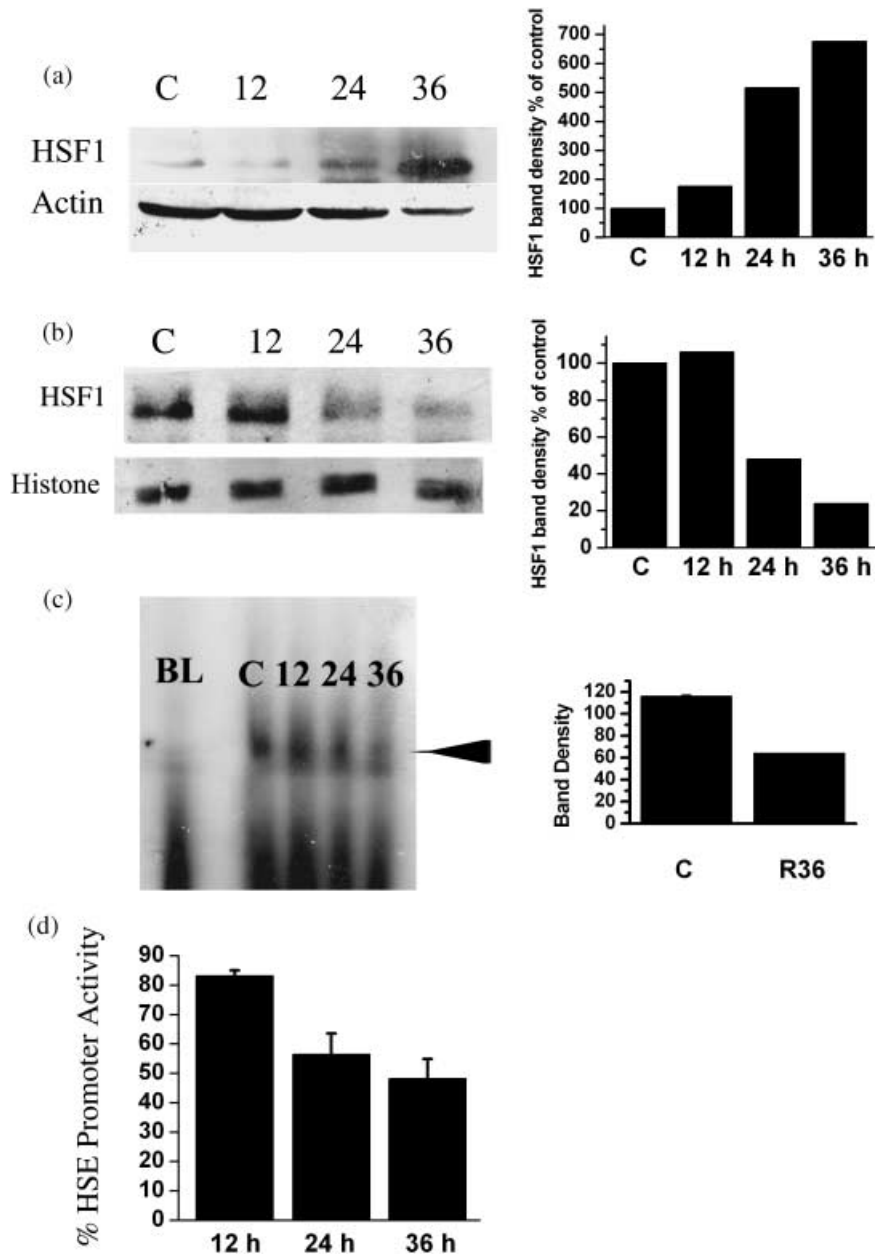 (a)
C 12 24 36
HSF1
Actin
HSF1 band density % of control
700
600
500
400
300
200
100
0
C 12 h 24 h 36 h
(b)
C 12 24 36
HSF1
Histone
HSF1 band density % of control
100
80
60
40
20
0
C 12 h 24 h 36 h
(c)
BL C 12 24 36
Band Density
120
100
80
60
40
20
0
C R36
(d)
% HSE Promoter Activity
90
80
70
60
50
40
30
20
10
0
12 h 24 h 36 h